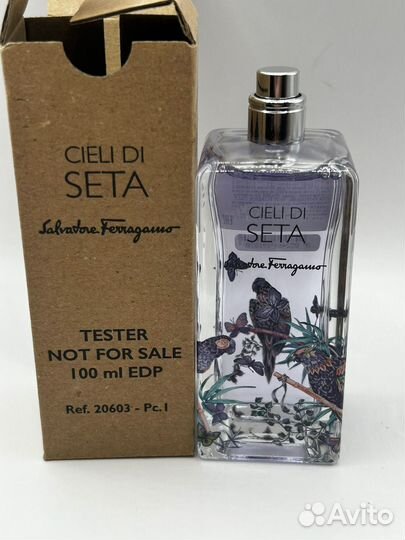 CIELI DI
SETA
Salvatore Ferragamo
TESTER
NOT FOR SALE
100 ml EDP
Ref. 20603 - Pc.1
CIELI DI
SETA
Salvatore Ferragamo
Avito